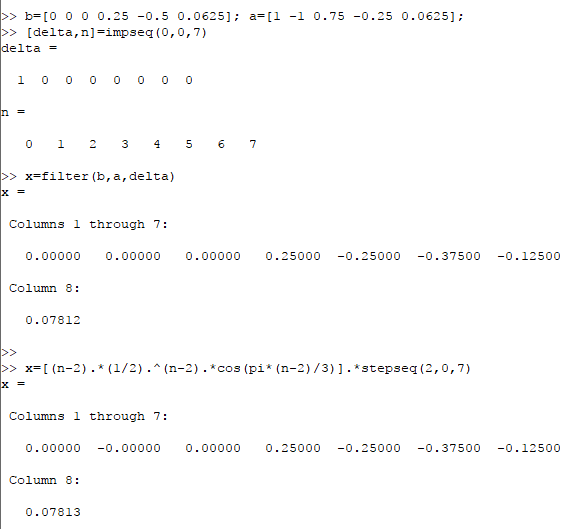 >> b=[0 0 0 0.25 -0.5 0.0625]; a=[1 -1 0.75 -0.25 0.0625];
>> [delta,n]=impseq(0,0,7)
delta =
1 0 0 0 0 0 0 0
n =
0 1 2 3 4 5 6 7
>> x=filter(b,a,delta)
x =
Columns 1 through 7:
0.00000 0.00000 0.00000 0.25000 -0.25000 -0.37500 -0.12500
Column 8:
0.07812
>>
>> x=[(n-2).*(1/2).^(n-2).*cos(pi*(n-2)/3)].*stepseq(2,0,7)
x =
Columns 1 through 7:
0.00000 -0.00000 0.00000 0.25000 -0.25000 -0.37500 -0.12500
Column 8:
0.07813